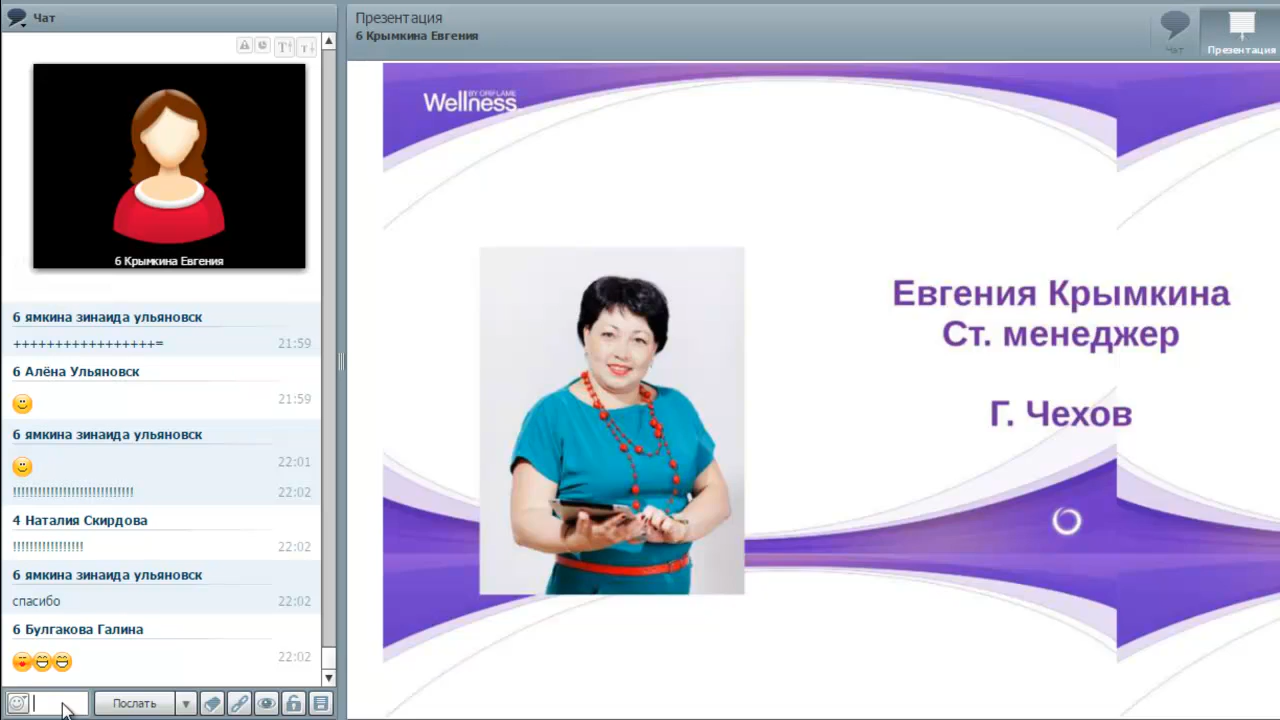 Чат
6 Крымкина Евгения
6 ямкина зинаида ульяновск
+++++++++++++++++= 21:59
6 Алёна Ульяновск
21:59
6 ямкина зинаида ульяновск
22:01
!!!!!!!!!!!!!!!!!!!!!!!!!!!!! 22:02
4 Наталия Скирдова
!!!!!!!!!!!!!!!!! 22:02
6 ямкина зинаида ульяновск
спасибо 22:02
6 Булгакова Галина
22:02
Послать
Презентация
6 Крымкина Евгения
Чат
Презентация
BY ORIFLAME
Wellness
Евгения Крымкина
Ст. менеджер
Г. Чехов